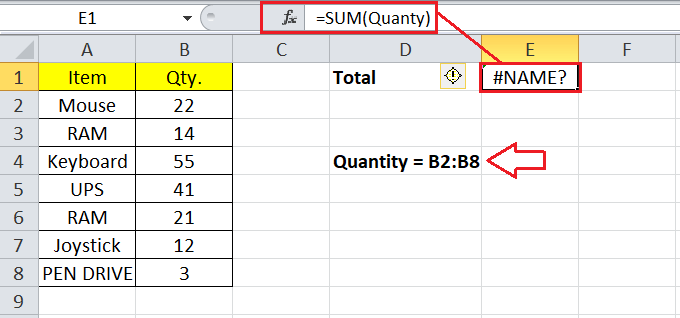 E1 fx =SUM(Quanty)
A B C D E F
1 Item Qty. Total #NAME?
2 Mouse 22
3 RAM 14
4 Keyboard 55 Quantity = B2:B8
5 UPS 41
6 RAM 21
7 Joystick 12
8 PEN DRIVE 3
9